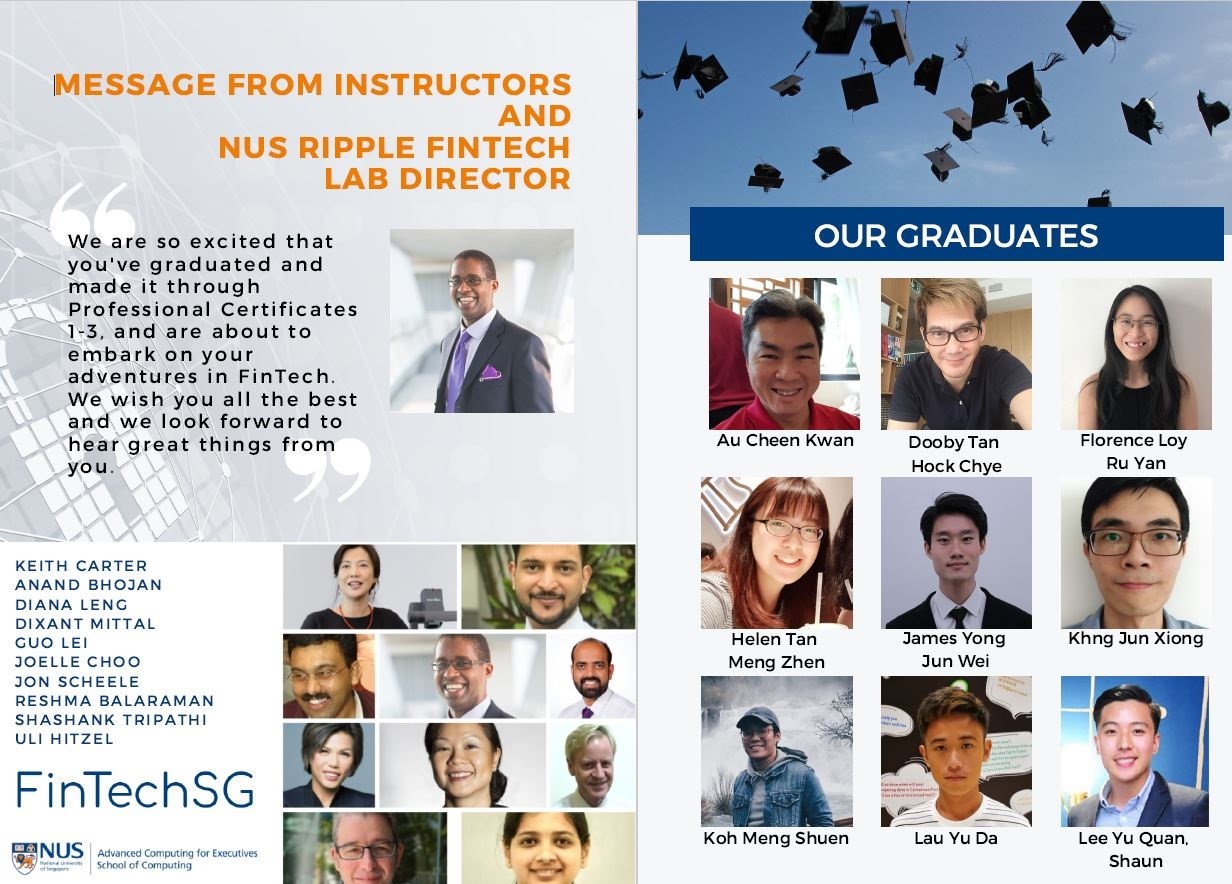 MESSAGE FROM INSTRUCTORS
AND
NUS RIPPLE FINTECH
LAB DIRECTOR
We are so excited that
you've graduated and
made it through
Professional Certificates
1-3, and are about to
embark on your
adventures in FinTech.
We wish you all the best
and we look forward to
hear great things from
you.
KEITH CARTER
ANAND BHOJAN
DIANA LENG
DIXANT MITTAL
GUO LEI
JOELLE CHOO
JON SCHEELE
RESHMA BALARAMAN
SHASHANK TRIPATHI
ULI HITZEL
FinTechSG
NUS
National University
of Singapore
Advanced Computing for Executives
School of Computing
OUR GRADUATES
Au Cheen Kwan
Dooby Tan
Hock Chye
Florence Loy
Ru Yan
Helen Tan
Meng Zhen
James Yong
Jun Wei
Khng Jun Xiong
Koh Meng Shuen
Lau Yu Da
Lee Yu Quan,
Shaun